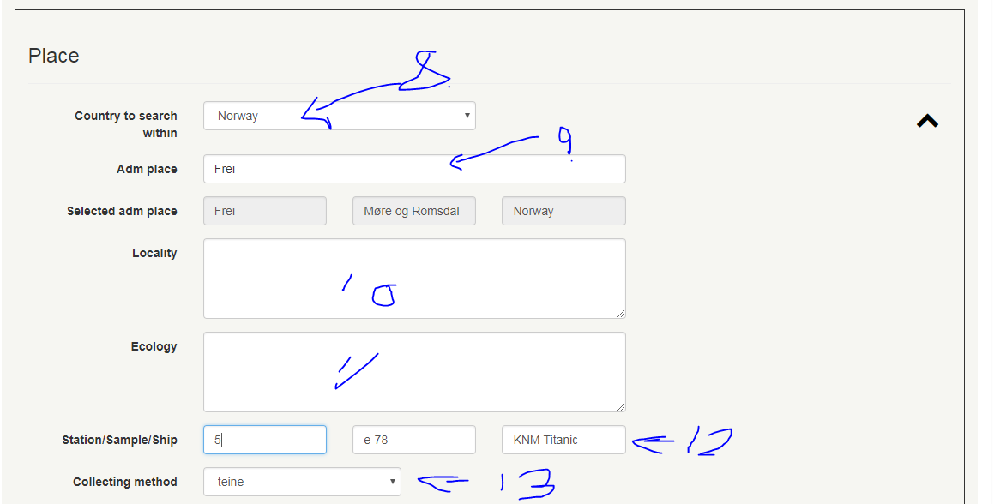 Place
8.
Country to search within Norway
9.
Adm place Frei
Selected adm place Frei Møre og Romsdal Norway
Locality
10
Ecology
11
Station/Sample/Ship 5 e-78 KNM Titanic 12
Collecting method teine 13